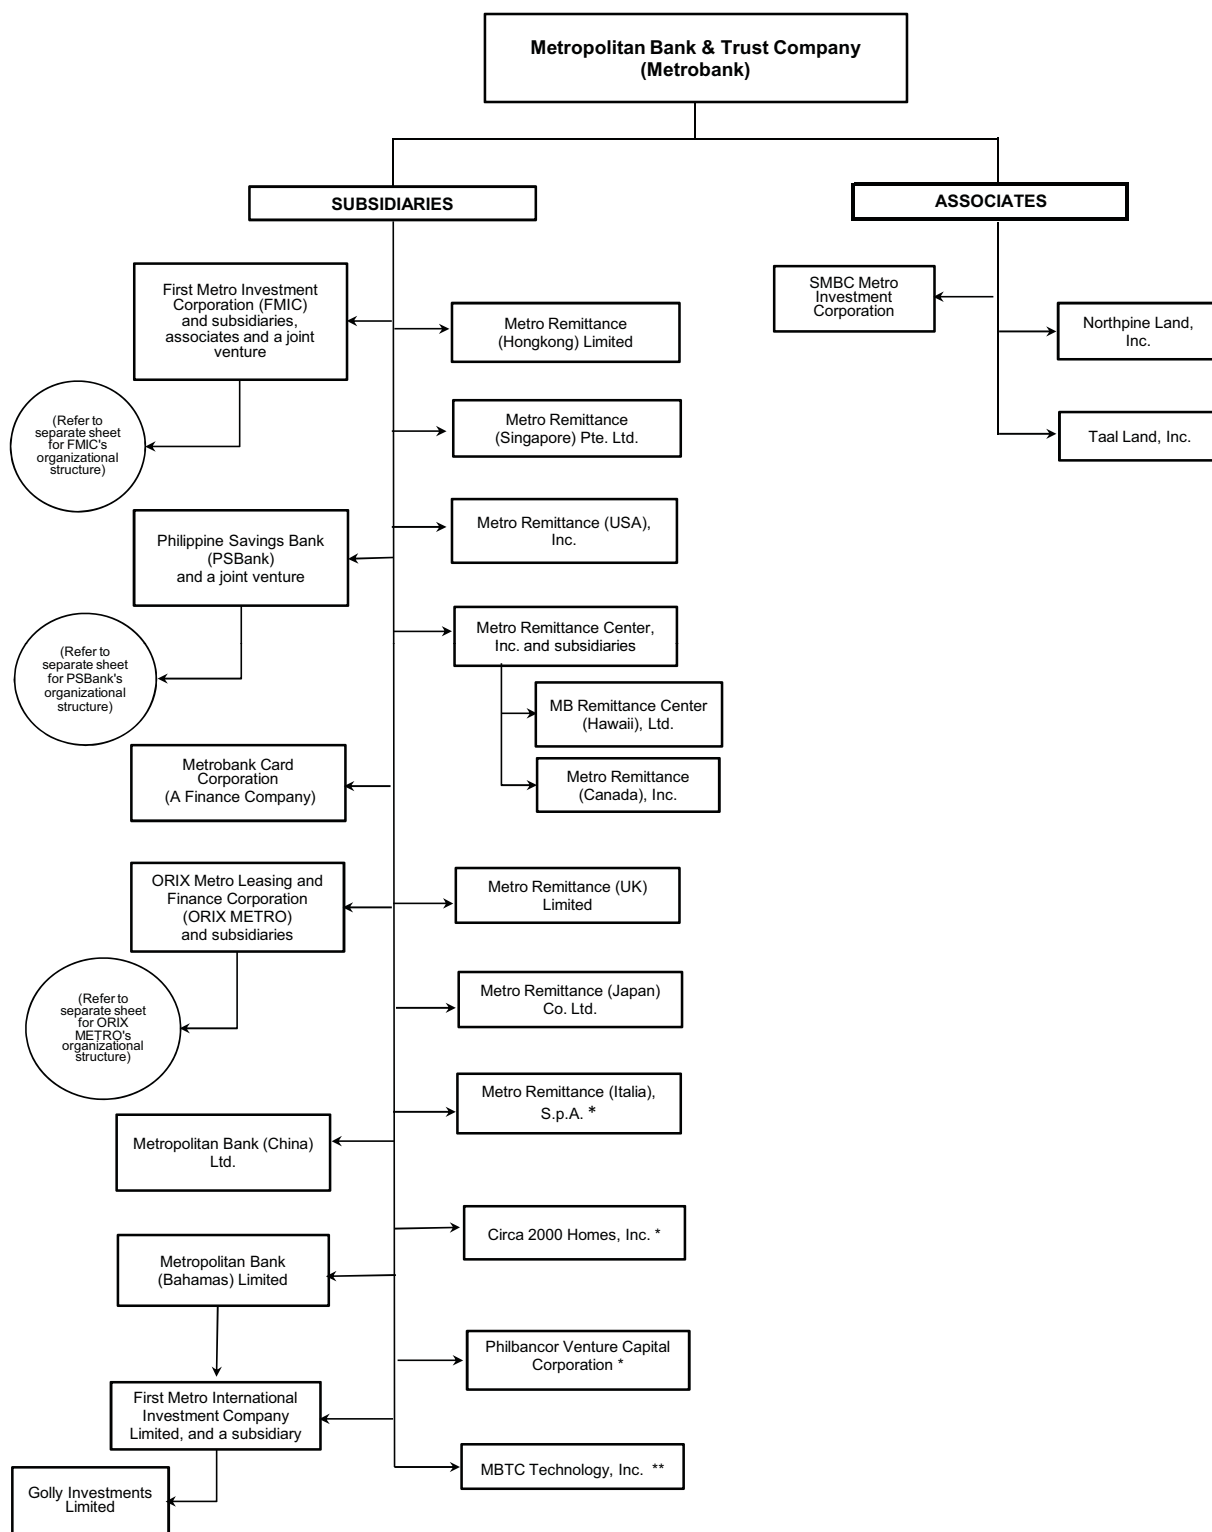 Metropolitan Bank & Trust Company
(Metrobank)
SUBSIDIARIES
ASSOCIATES
First Metro Investment
Corporation (FMIC)
and subsidiaries,
associates and a joint
venture
Metro Remittance
(Hongkong) Limited
SMBC Metro
Investment
Corporation
Northpine Land,
Inc.
(Refer to
separate sheet
for FMIC's
organizational
structure)
Metro Remittance
(Singapore) Pte. Ltd.
Taal Land, Inc.
Philippine Savings Bank
(PSBank)
and a joint venture
Metro Remittance (USA),
Inc.
(Refer to
separate sheet
for PSBank's
organizational
structure)
Metro Remittance Center,
Inc. and subsidiaries
MB Remittance Center
(Hawaii), Ltd.
Metrobank Card
Corporation
(A Finance Company)
Metro Remittance
(Canada), Inc.
ORIX Metro Leasing and
Finance Corporation
(ORIX METRO)
and subsidiaries
Metro Remittance (UK)
Limited
(Refer to
separate sheet
for ORIX
METRO's
organizational
structure)
Metro Remittance (Japan)
Co. Ltd.
Metro Remittance (Italia),
S.p.A. *
Metropolitan Bank (China)
Ltd.
Circa 2000 Homes, Inc. *
Metropolitan Bank
(Bahamas) Limited
Philbancor Venture Capital
Corporation *
First Metro International
Investment Company
Limited, and a subsidiary
MBTC Technology, Inc. **
Golly Investments
Limited